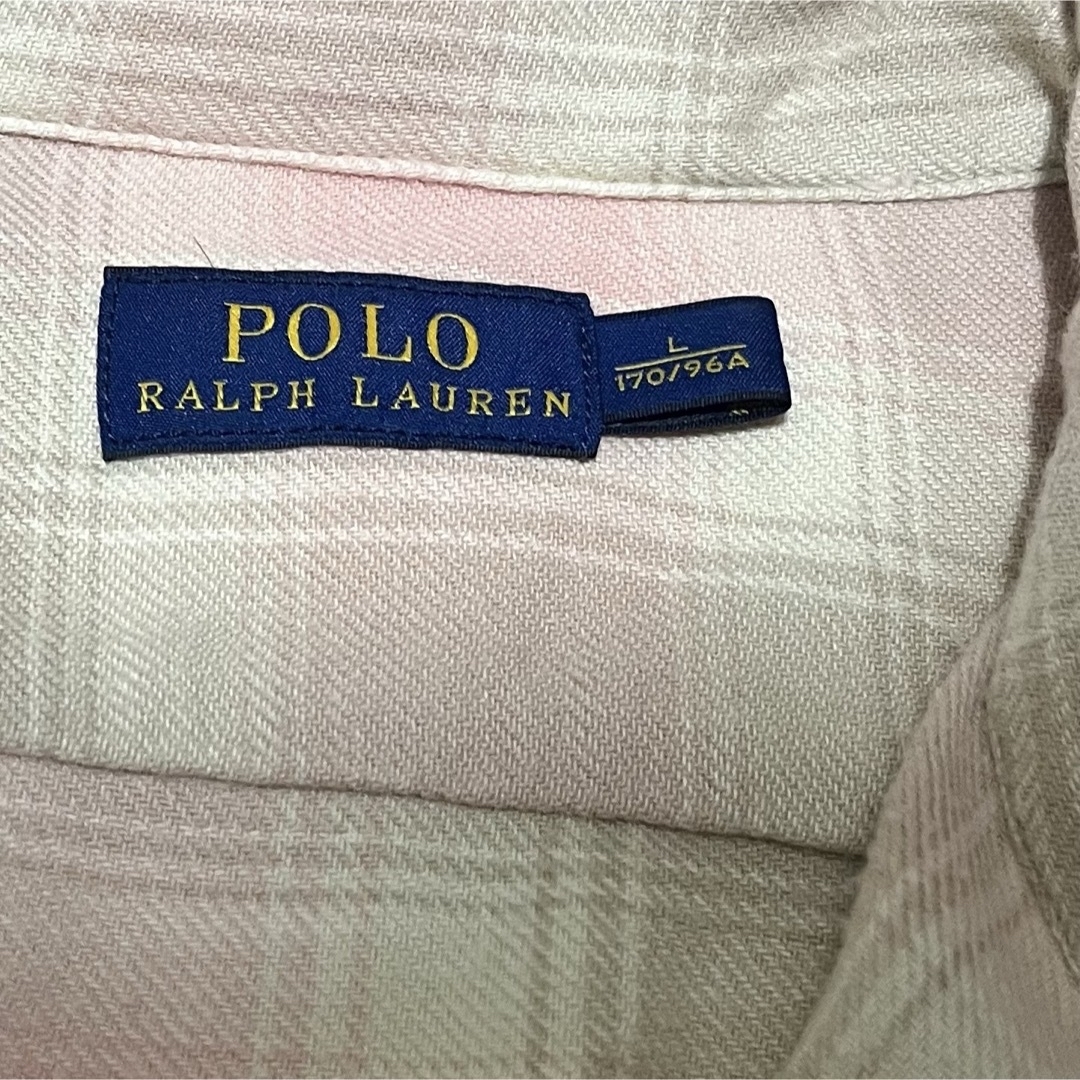 POLO
RALPH LAUREN
L
170/96A